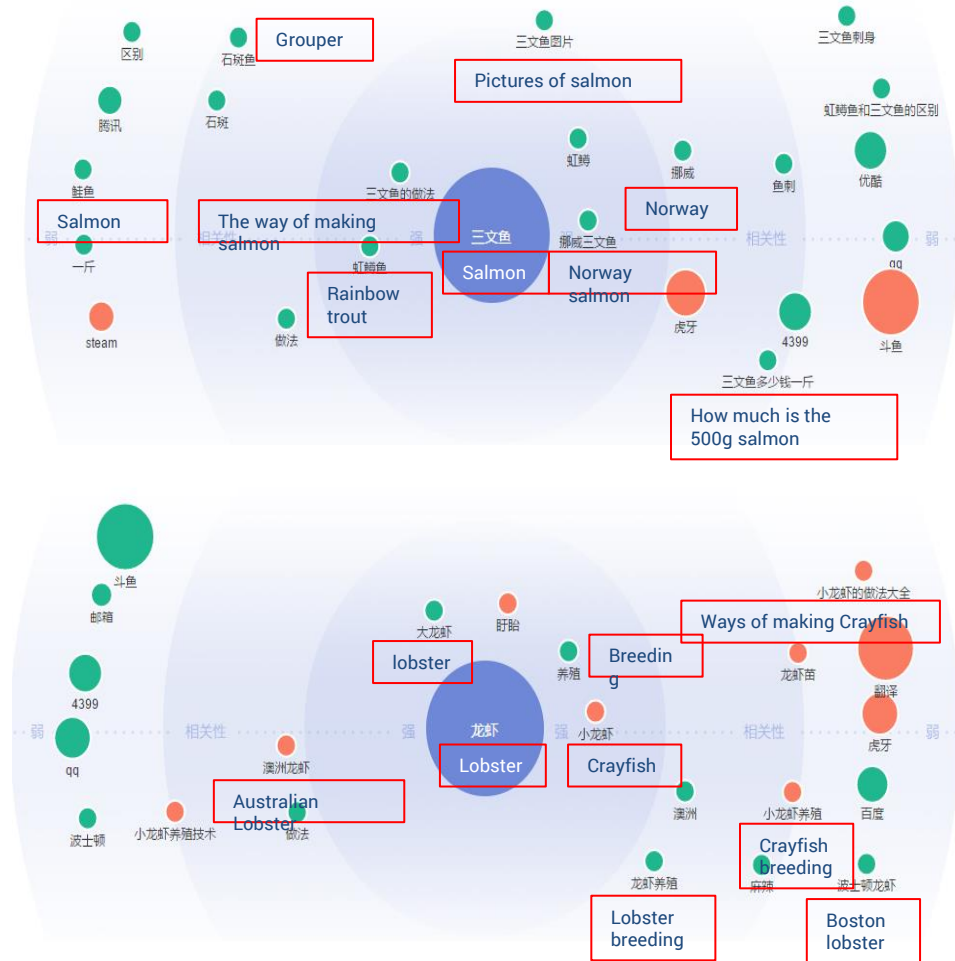 三文鱼图片
三文鱼刺身
区别
石斑鱼
Grouper
Pictures of salmon
虹鳟鱼和三文鱼的区别
腾讯
石斑
虹鳟
挪威
鱼刺
优酷
鲑鱼
三文鱼的做法
Salmon
The way of making
salmon
Norway
三文鱼
挪威三文鱼
弱
相关性
强
强
相关性
弱
一斤
虹鳟鱼
qq
Salmon
Norway
salmon
Rainbow
trout
steam
做法
虎牙
4399
斗鱼
三文鱼多少钱一斤
How much is the
500g salmon
斗鱼
邮箱
大龙虾
盱眙
小龙虾的做法大全
Ways of making Crayfish
lobster
养殖
Breedin
g
龙虾苗
翻译
4399
弱
相关性
强
龙虾
强
小龙虾
相关性
虎牙
弱
qq
澳洲龙虾
Lobster
Crayfish
Australian
Lobster
波士顿
小龙虾养殖技术
做法
澳洲
小龙虾养殖
百度
Crayfish
breeding
龙虾养殖
麻辣
波士顿龙虾
Lobster
breeding
Boston
lobster